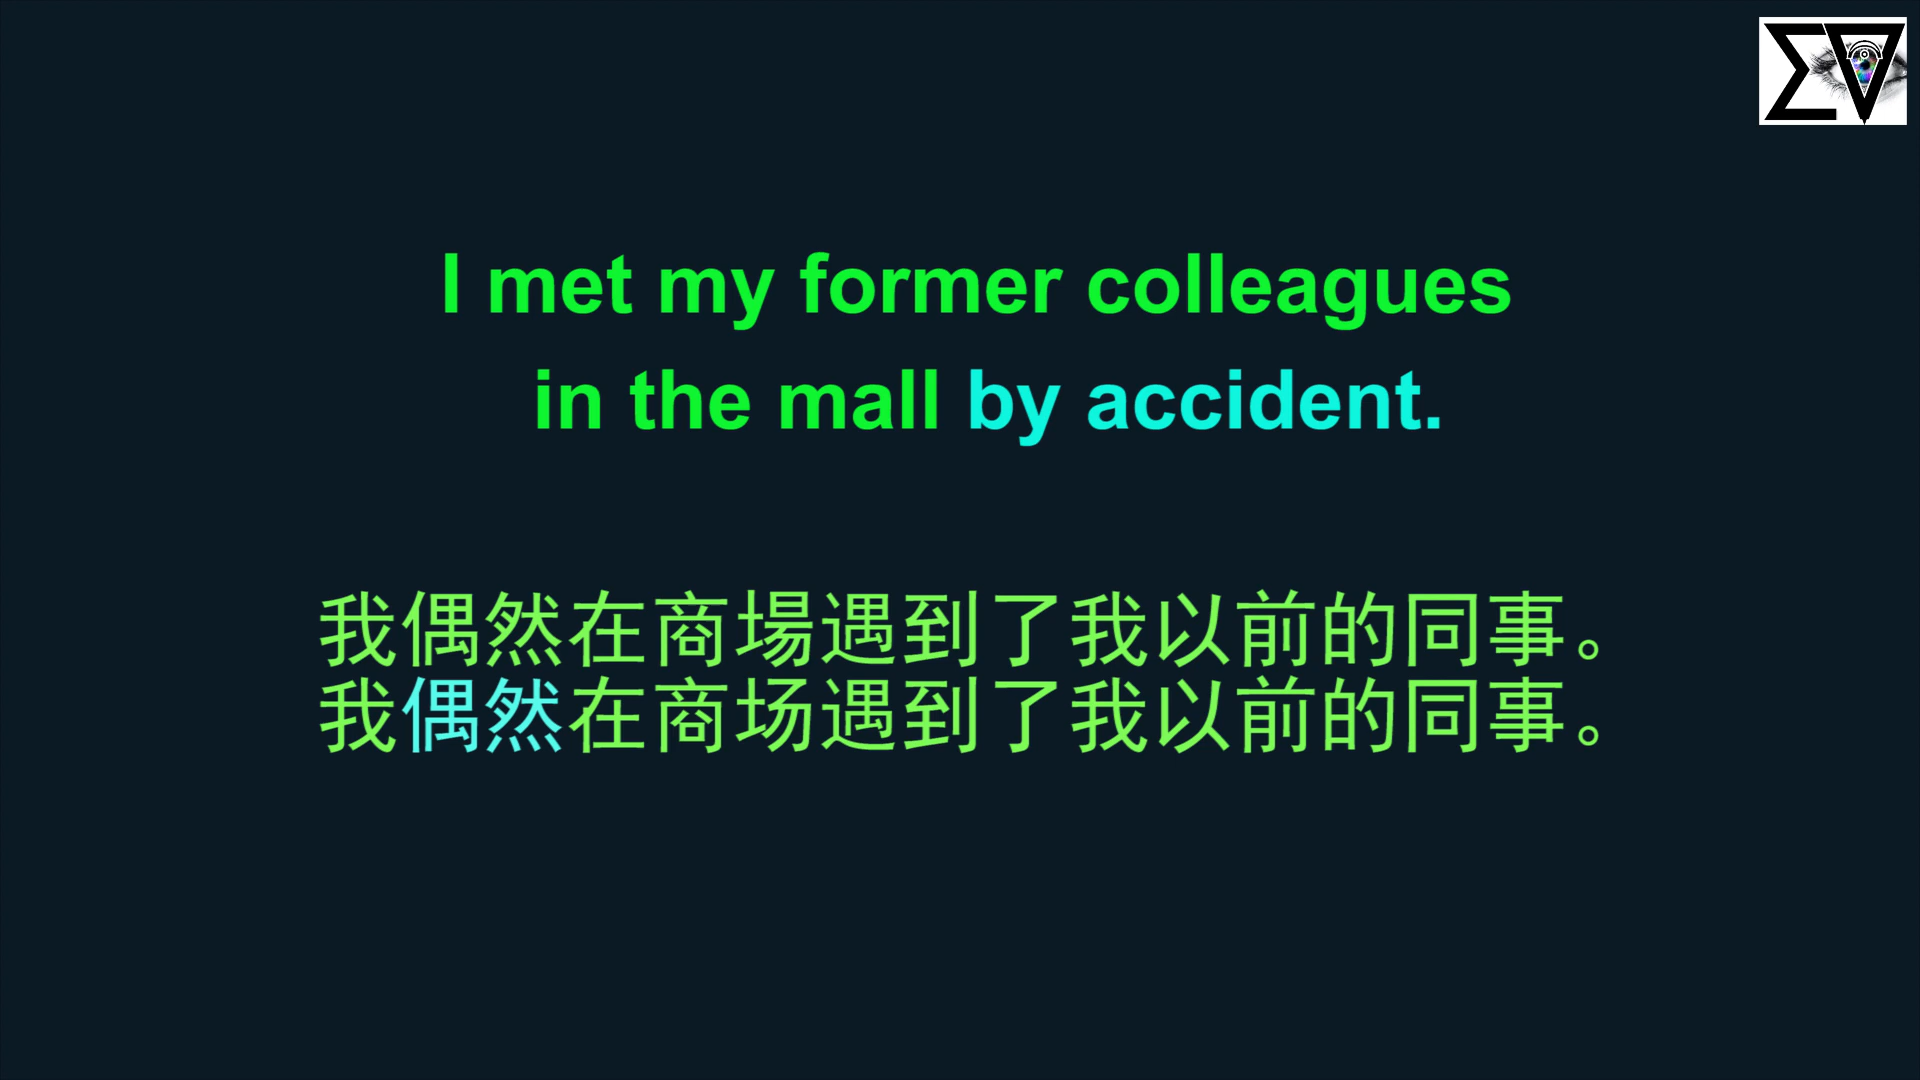 I met my former colleagues
in the mall by accident.
我偶然在商場遇到了我以前的同事。
我偶然在商场遇到了我以前的同事。